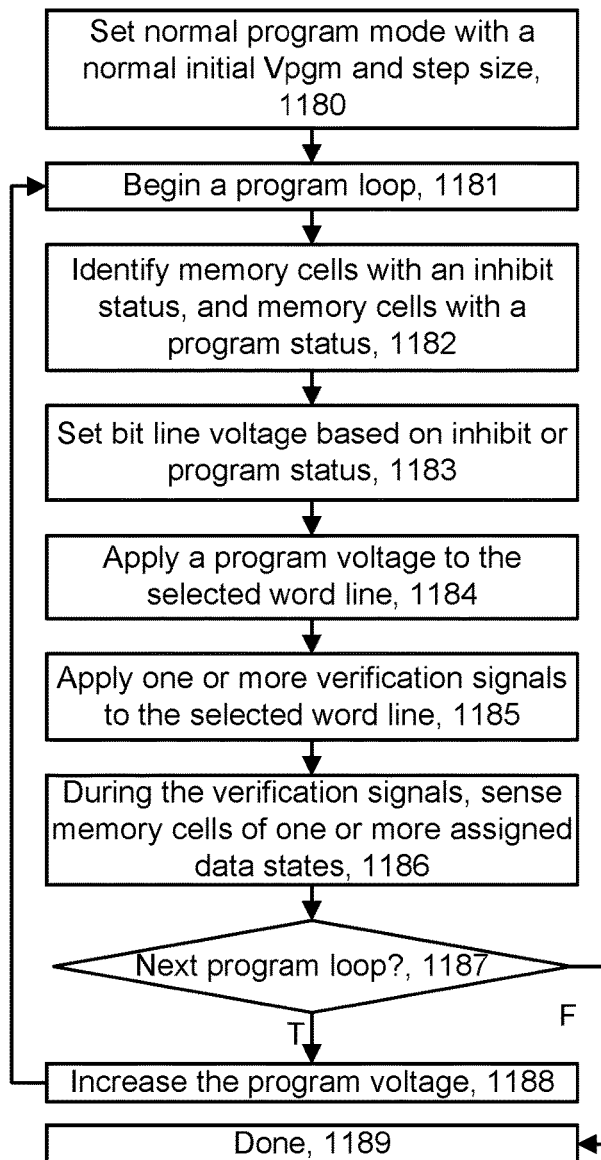 Set normal program mode with a
normal initial Vpgm and step size,
1180
Begin a program loop, 1181
Identify memory cells with an inhibit
status, and memory cells with a
program status, 1182
Set bit line voltage based on inhibit or
program status, 1183
Apply a program voltage to the
selected word line, 1184
Apply one or more verification signals
to the selected word line, 1185
During the verification signals, sense
memory cells of one or more assigned
data states, 1186
Next program loop?, 1187
F
T
Increase the program voltage, 1188
Done, 1189